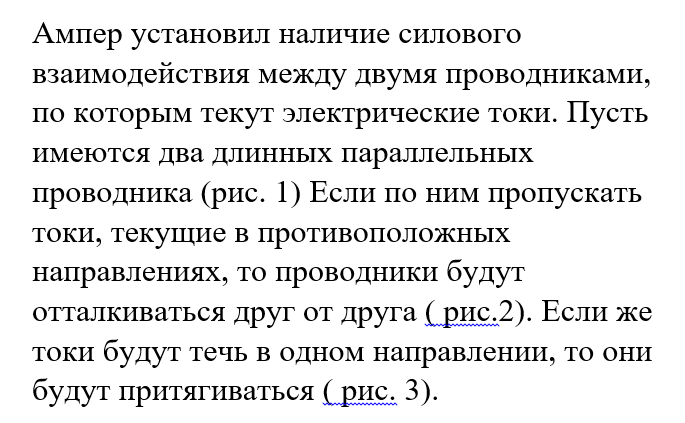 Ампер установил наличие силового
взаимодействия между двумя проводниками,
по которым текут электрические токи. Пусть
имеются два длинных параллельных
проводника (рис. 1) Если по ним пропускать
токи, текущие в противоположных
направлениях, то проводники будут
отталкиваться друг от друга ( рис.2). Если же
токи будут течь в одном направлении, то они
будут притягиваться ( рис. 3).